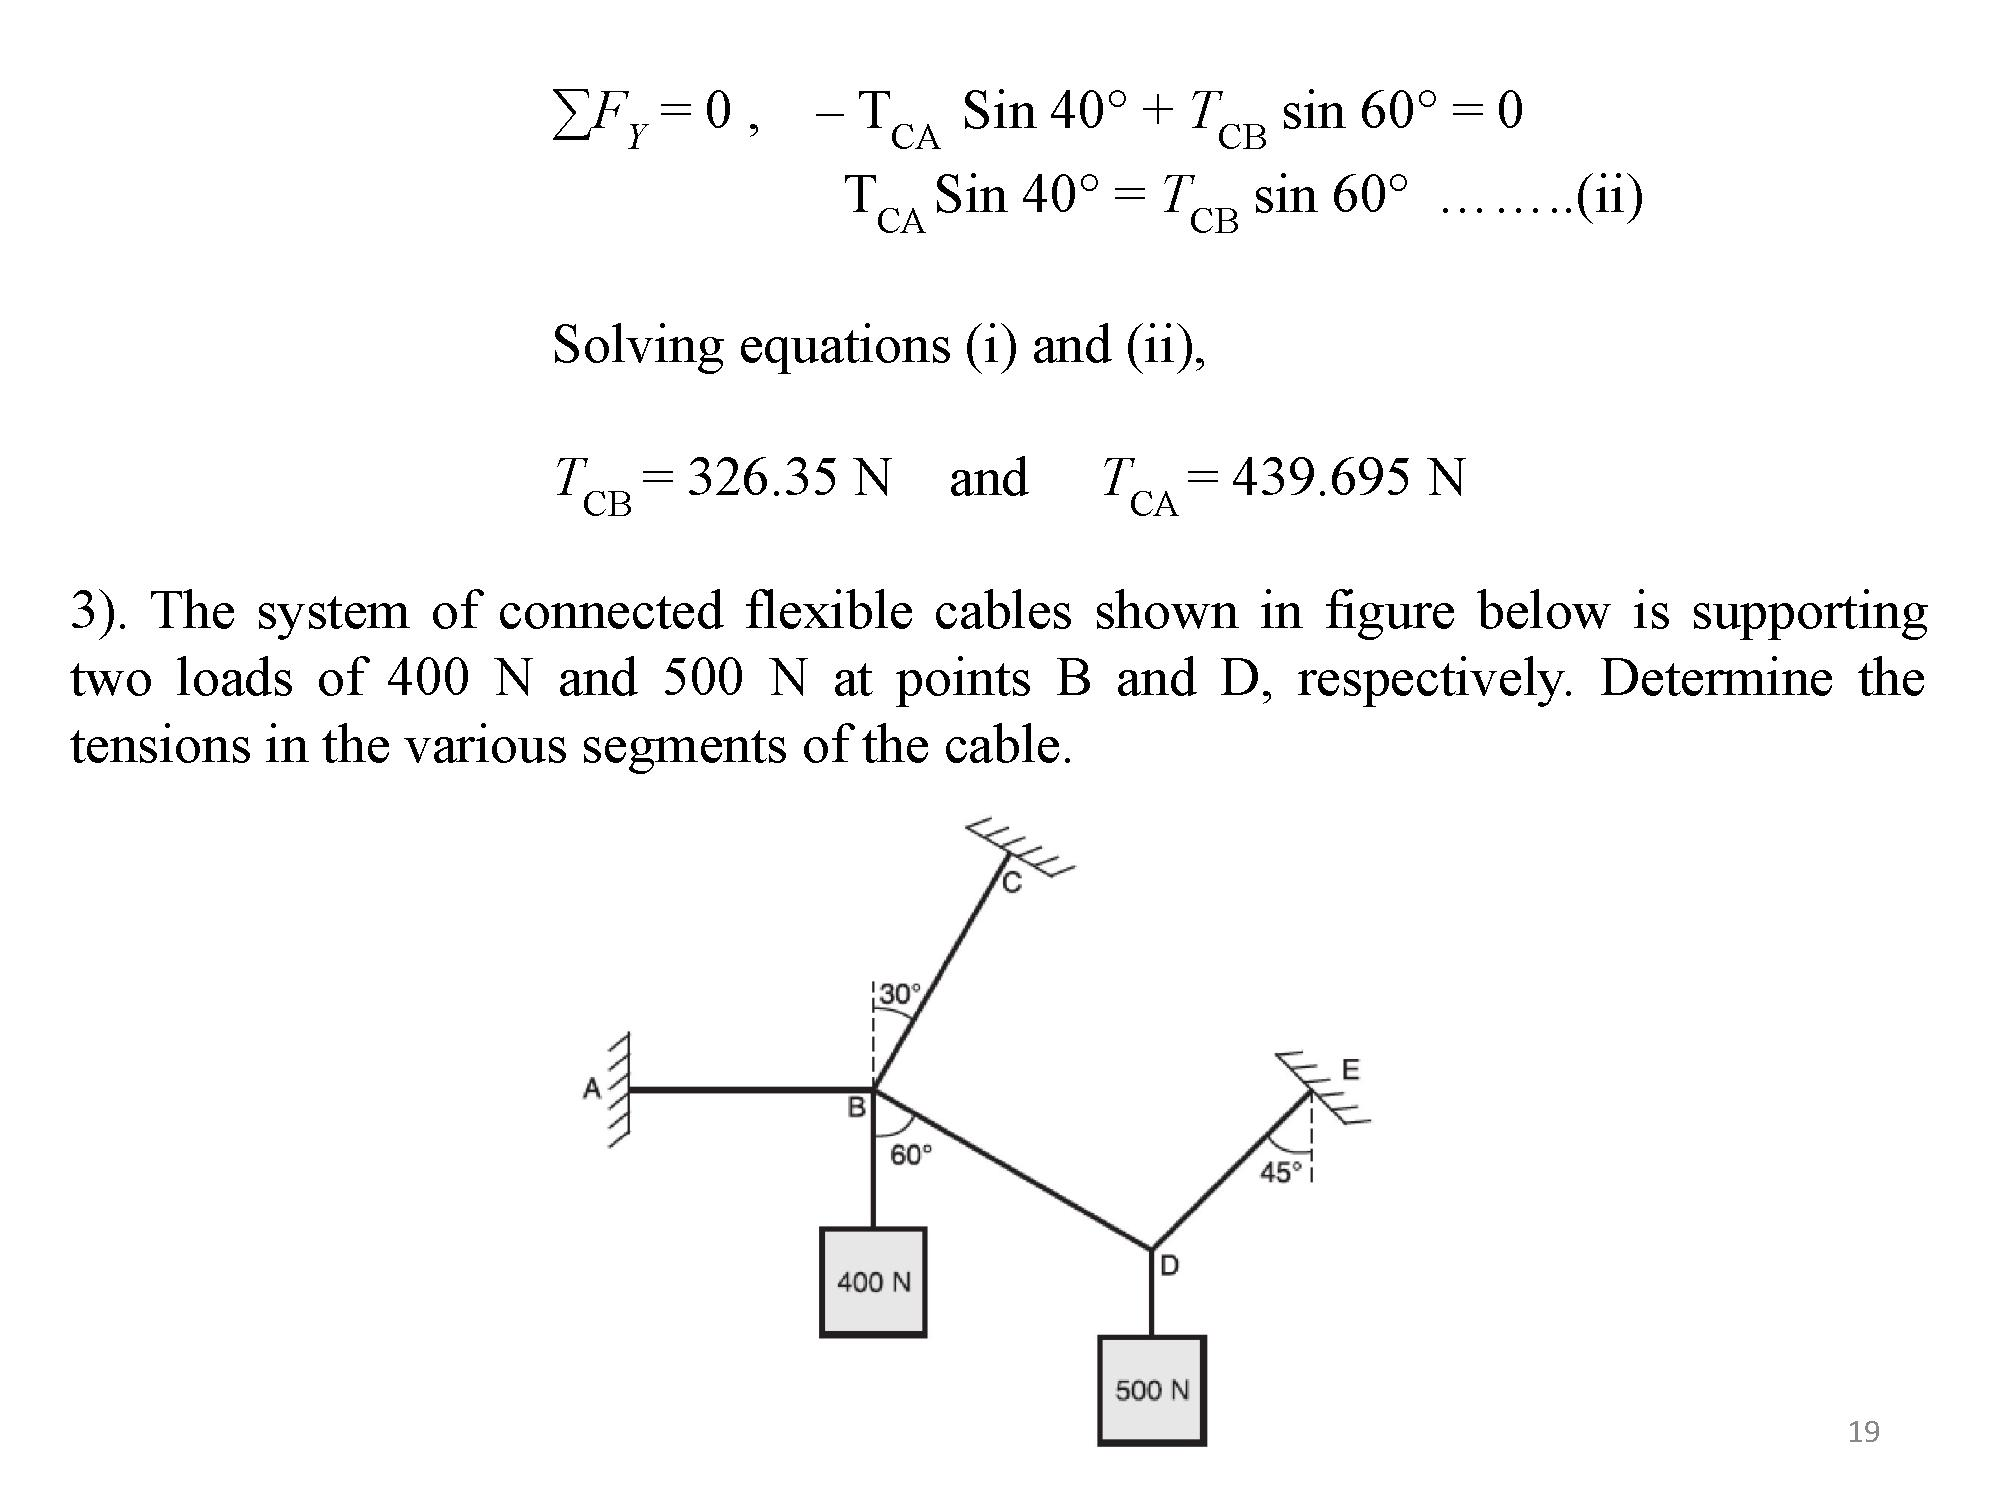 ∑F_Y = 0 , – T_CA Sin 40° + T_CB sin 60° = 0
T_CA Sin 40° = T_CB sin 60° ……..(ii)
Solving equations (i) and (ii),
T_CB = 326.35 N and T_CA = 439.695 N
3). The system of connected flexible cables shown in figure below is supporting
two loads of 400 N and 500 N at points B and D, respectively. Determine the
tensions in the various segments of the cable.
C
30°
A
B
60°
E
45°
D
400 N
500 N
19